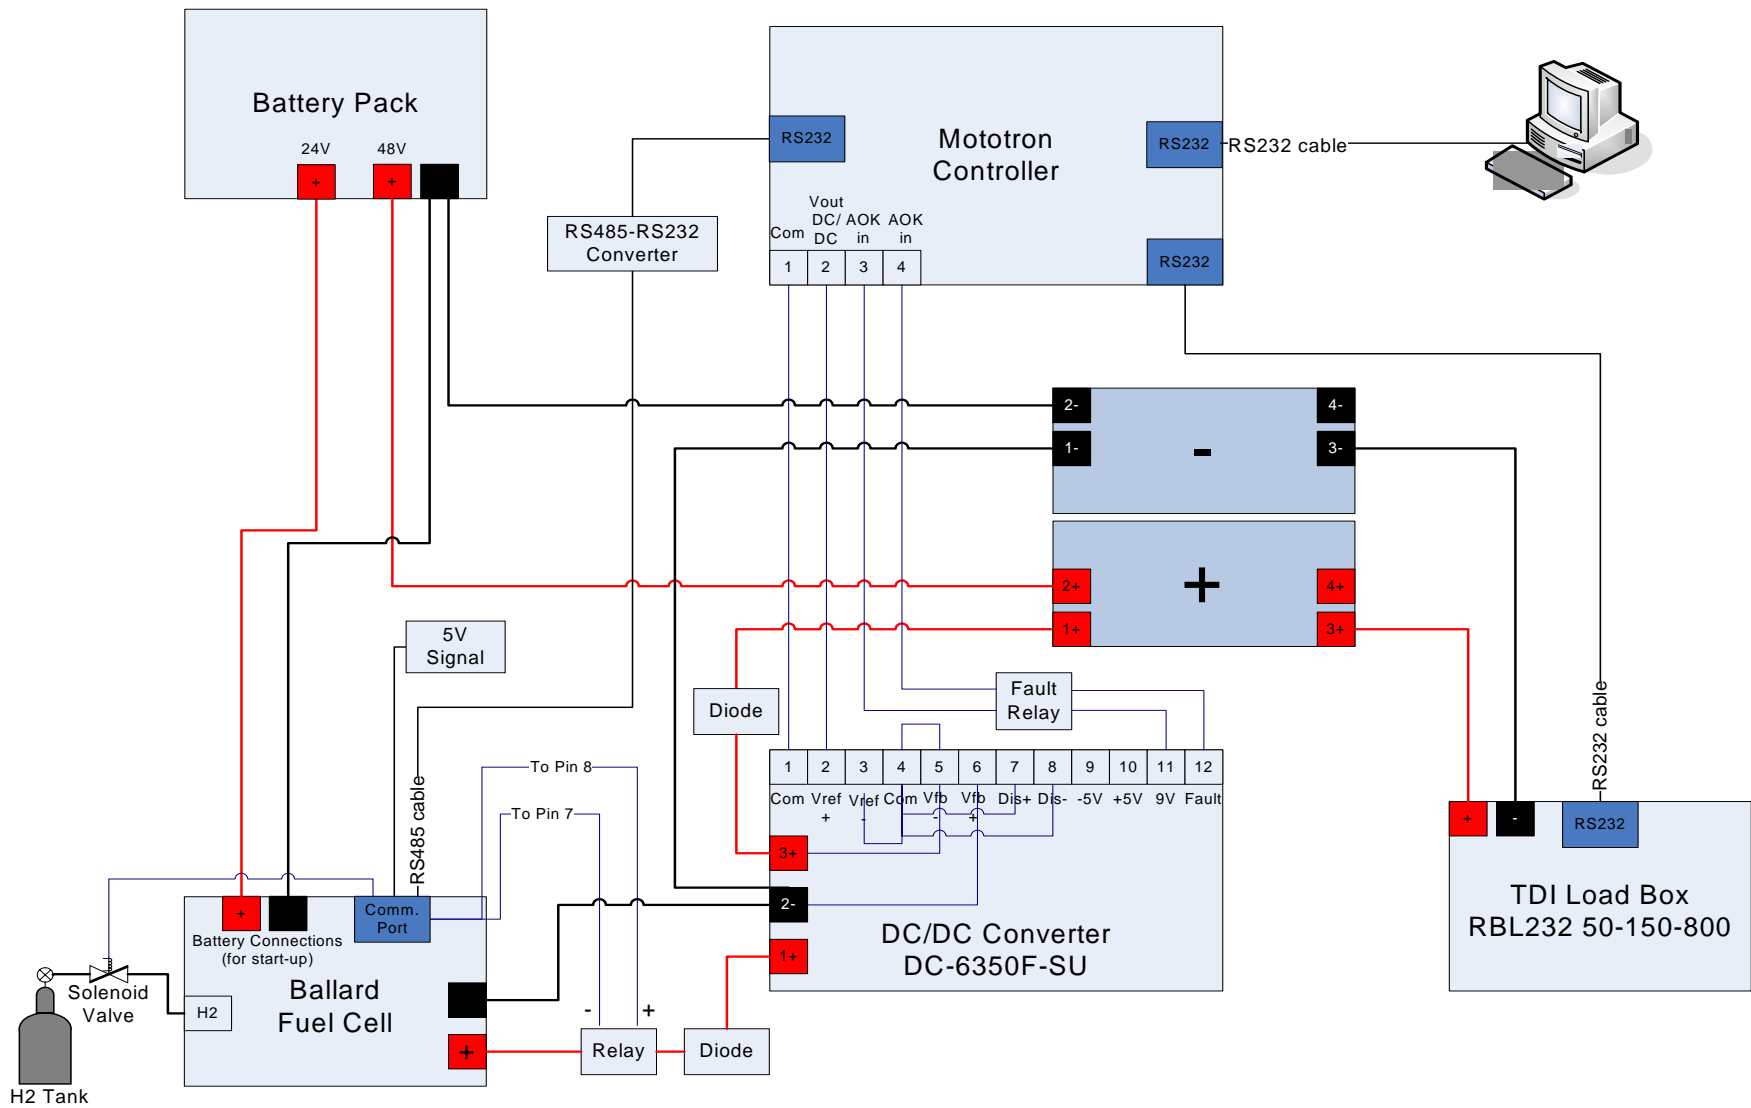 Battery Pack
24V
48V
+
+
RS232
Mototron
Controller
RS232
RS232 cable
RS485-RS232
Converter
Com
Vout
DC/
DC
AOK
in
AOK
in
1
2
3
4
RS232
2-
4-
1-
-
3-
2+
+
4+
1+
3+
5V
Signal
Diode
Fault
Relay
RS232 cable
To Pin 8
To Pin 7
RS485 cable
1
2
3
4
5
6
7
8
9
10
11
12
Com
Vref
+
Vref
-
Com
Vfb
-
Vfb
+
Dis+
Dis-
-5V
+5V
9V
Fault
3+
2-
1+
DC/DC Converter
DC-6350F-SU
+
-
RS232
TDI Load Box
RBL232 50-150-800
+
Comm.
Port
Battery Connections
(for start-up)
Ballard
Fuel Cell
H2
+
Solenoid
Valve
H2 Tank
-
+
Relay
Diode